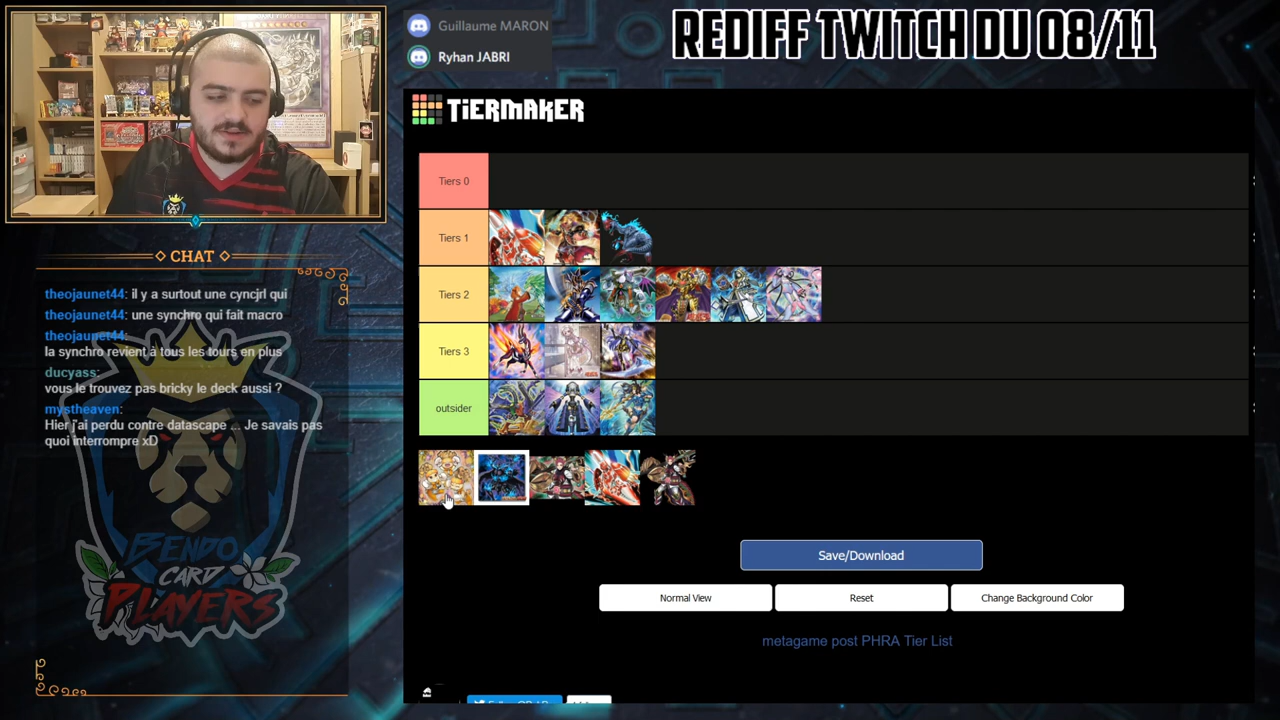 Guillaume MARON
Ryhan JABRI
REDIFF TWITCH DU 08/11
TiERMAKER
Tiers 0
Tiers 1
Tiers 2
Tiers 3
outsider
CHAT
theojaunet44: il y a surtout une cyncjrl qui
theojaunet44: une synchro qui fait macro
theojaunet44:
la synchro revient à tous les tours en plus
ducyass:
vous le trouvez pas bricky le deck aussi ?
mystheaven:
Hier j'ai perdu contre datascape ... Je savais pas
quoi interrompre xD
BENDO
CARD
PLAYERS
Save/Download
Normal View
Reset
Change Background Color
metagame post PHRA Tier List